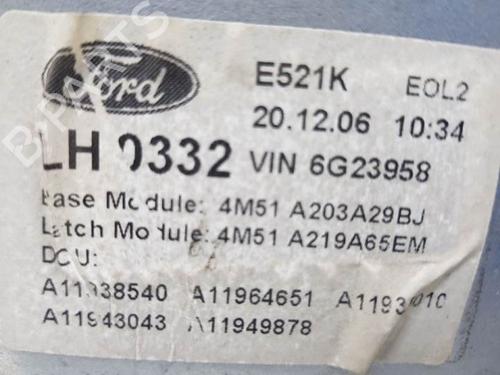 Ford
E521K EOL2
20.12.06 10:34
LH 0332 VIN 6G23958
Base Module: 4M51 A203A29BJ
Latch Module: 4M51 A219A65EM
DCU:
A11938540 A11964651
A11943043 A11949878